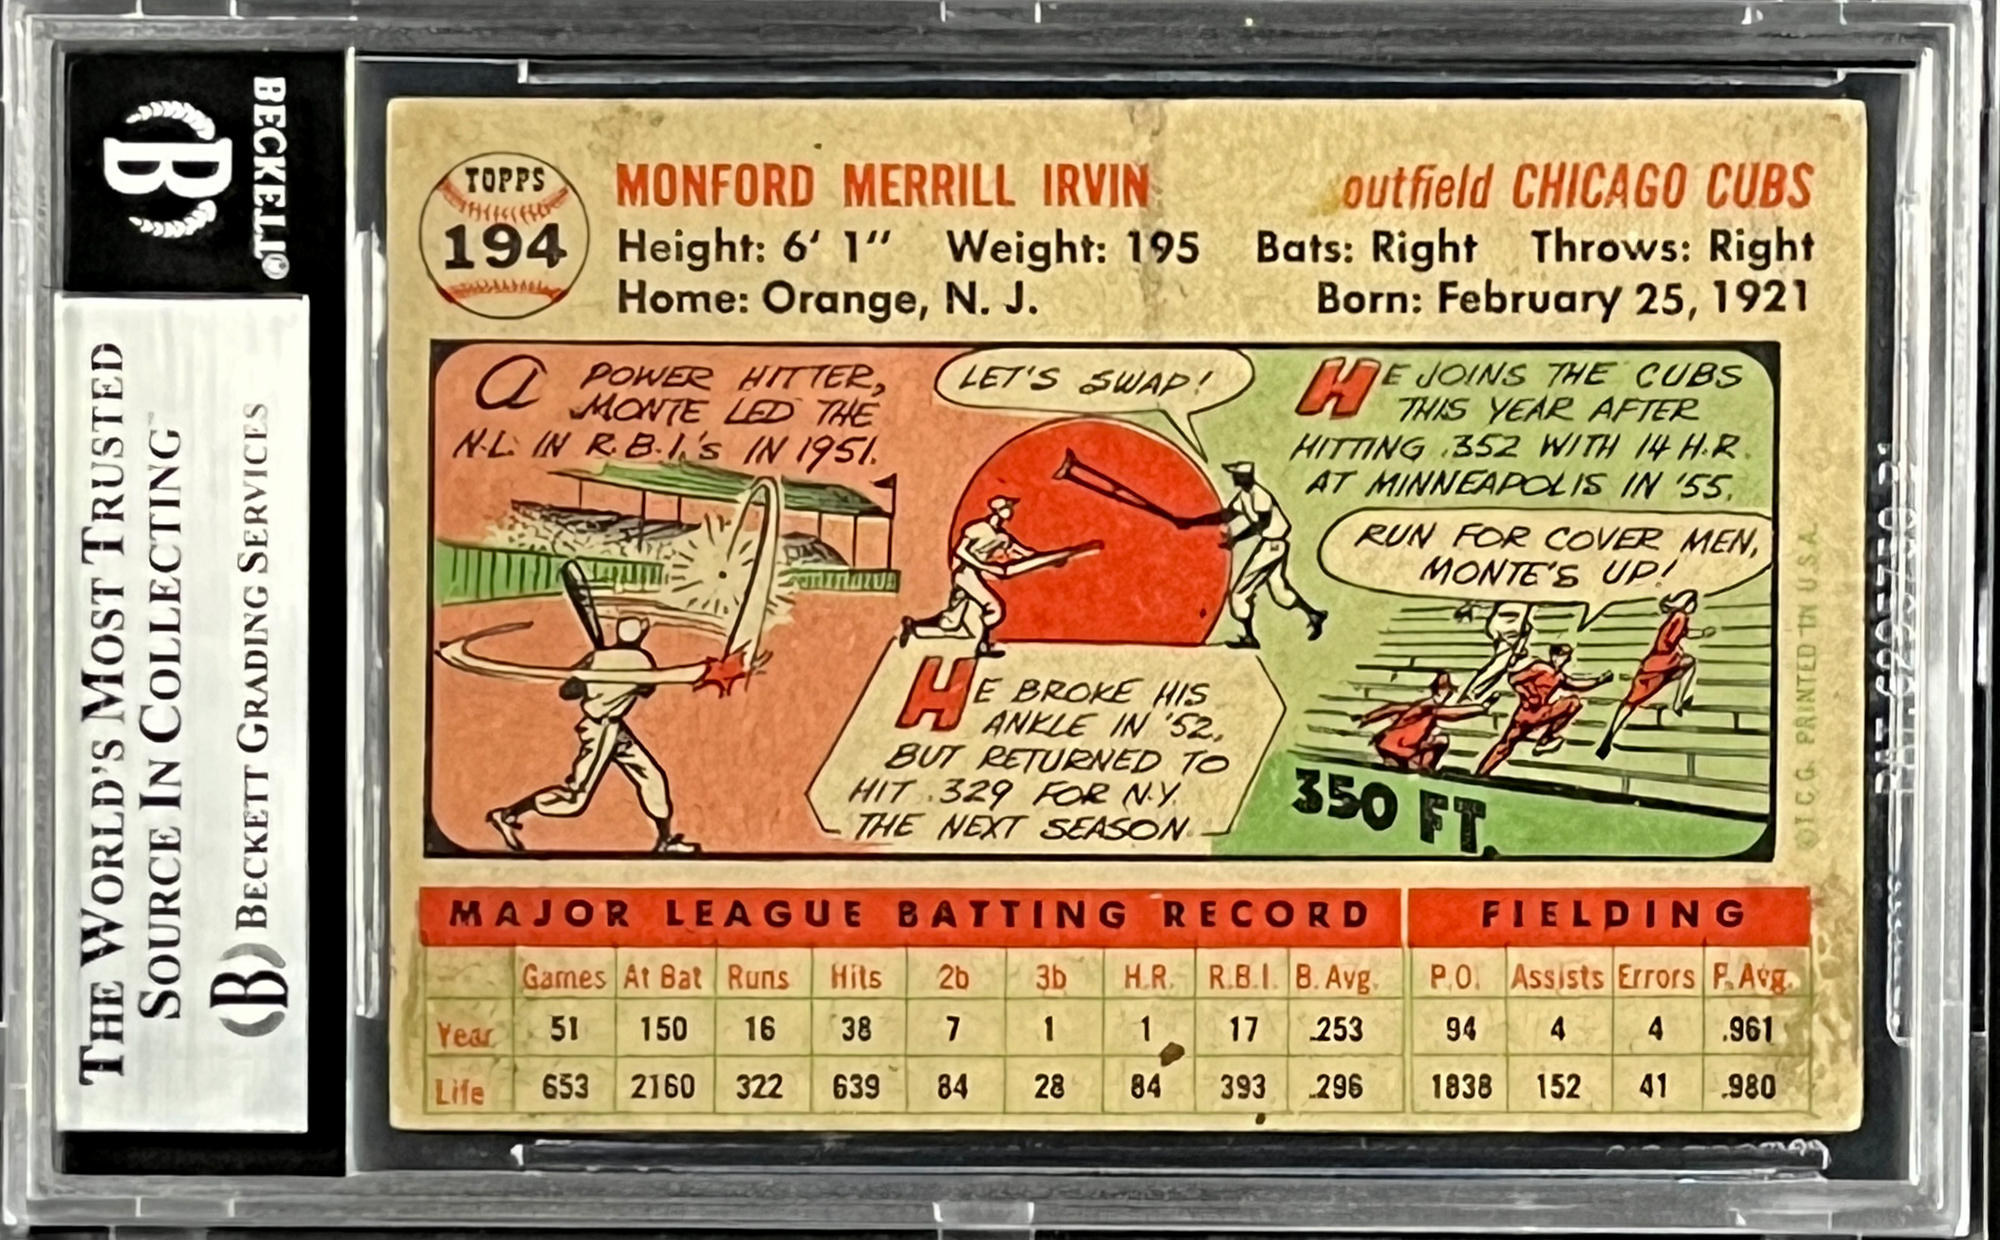 BECKETT®
B
THE WORLD'S MOST TRUSTED
SOURCE IN COLLECTING™
B BECKETT GRADING SERVICES
TOPPS
194
MONFORD MERRILL IRVIN
outfield CHICAGO CUBS
Height: 6' 1" Weight: 195 Bats: Right Throws: Right
Home: Orange, N. J. Born: February 25, 1921
A POWER HITTER,
MONTE LED THE
N.L. IN R.B.I.'s IN 1951.
LET'S SWAP!
HE BROKE HIS
ANKLE IN '52,
BUT RETURNED TO
HIT .329 FOR N.Y.
THE NEXT SEASON.
HE JOINS THE CUBS
THIS YEAR AFTER
HITTING .352 WITH 14 H.R.
AT MINNEAPOLIS IN '55.
RUN FOR COVER MEN,
MONTE'S UP!
350 FT.
©T.C.G. PRINTED IN U.S.A.
MAJOR LEAGUE BATTING RECORD FIELDING
Games At Bat Runs Hits 2b 3b H.R. R.B.I. B. Avg. P.O. Assists Errors F. Avg.
Year 51 150 16 38 7 1 1 17 .253 94 4 4 .961
Life 653 2160 322 639 84 28 84 393 .296 1838 152 41 .980